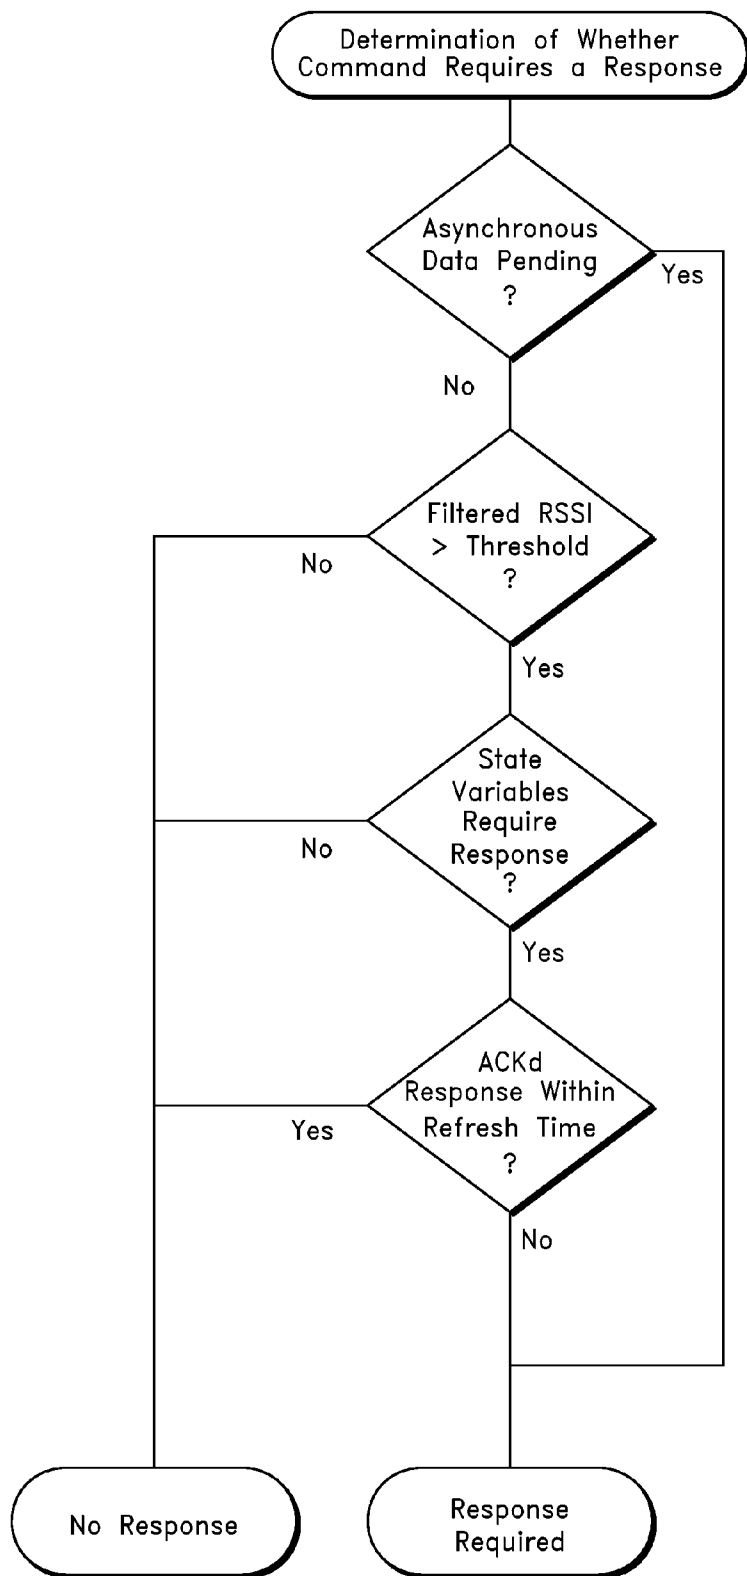 Determination of Whether
Command Requires a Response
Asynchronous
Data Pending
?
Yes
No
Filtered RSSI
> Threshold
?
No
Yes
State
Variables
Require
Response
?
No
Yes
ACKd
Response Within
Refresh Time
?
Yes
No
No Response
Response
Required